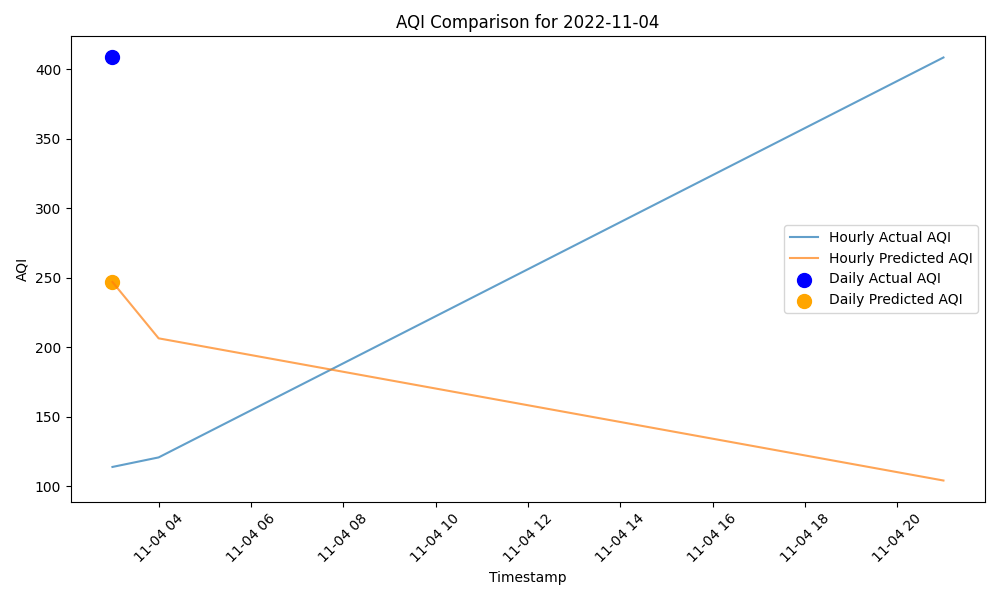 AQI Comparison for 2022-11-04
AQI
400
350
300
250
200
150
100
Hourly Actual AQI
Hourly Predicted AQI
Daily Actual AQI
Daily Predicted AQI
11-04 04
11-04 06
11-04 08
11-04 10
11-04 12
11-04 14
11-04 16
11-04 18
11-04 20
Timestamp